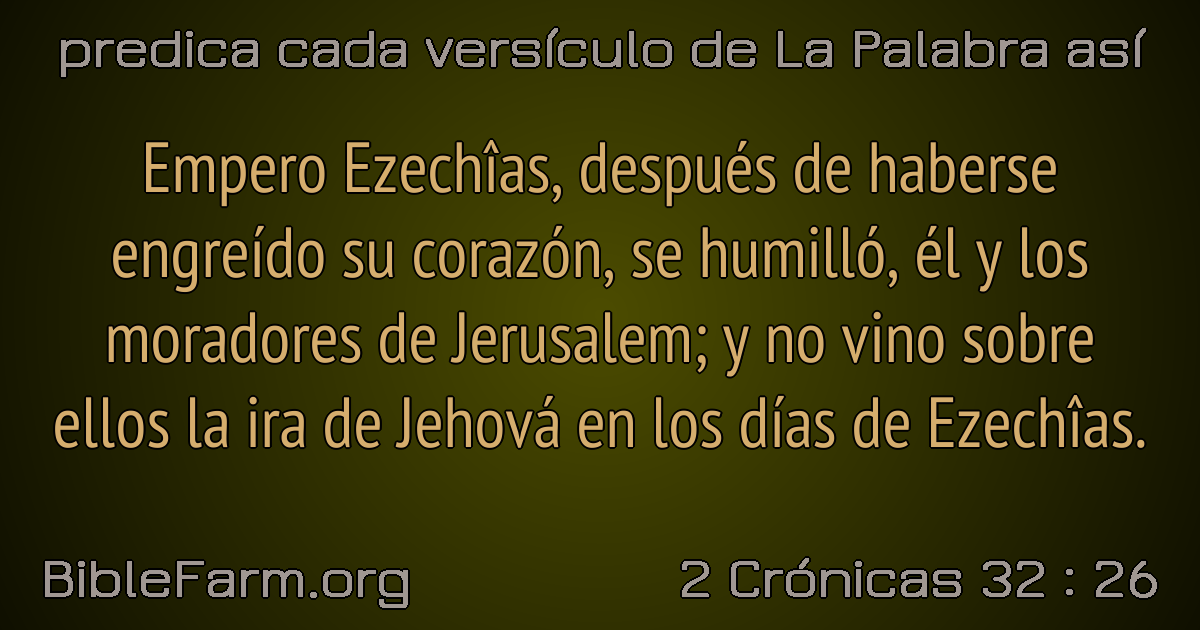 predica cada versículo de La Palabra así
Empero Ezechîas, después de haberse
engreído su corazón, se humilló, él y los
moradores de Jerusalem; y no vino sobre
ellos la ira de Jehová en los días de Ezechîas.
BibleFarm.org
2 Crónicas 32 : 26